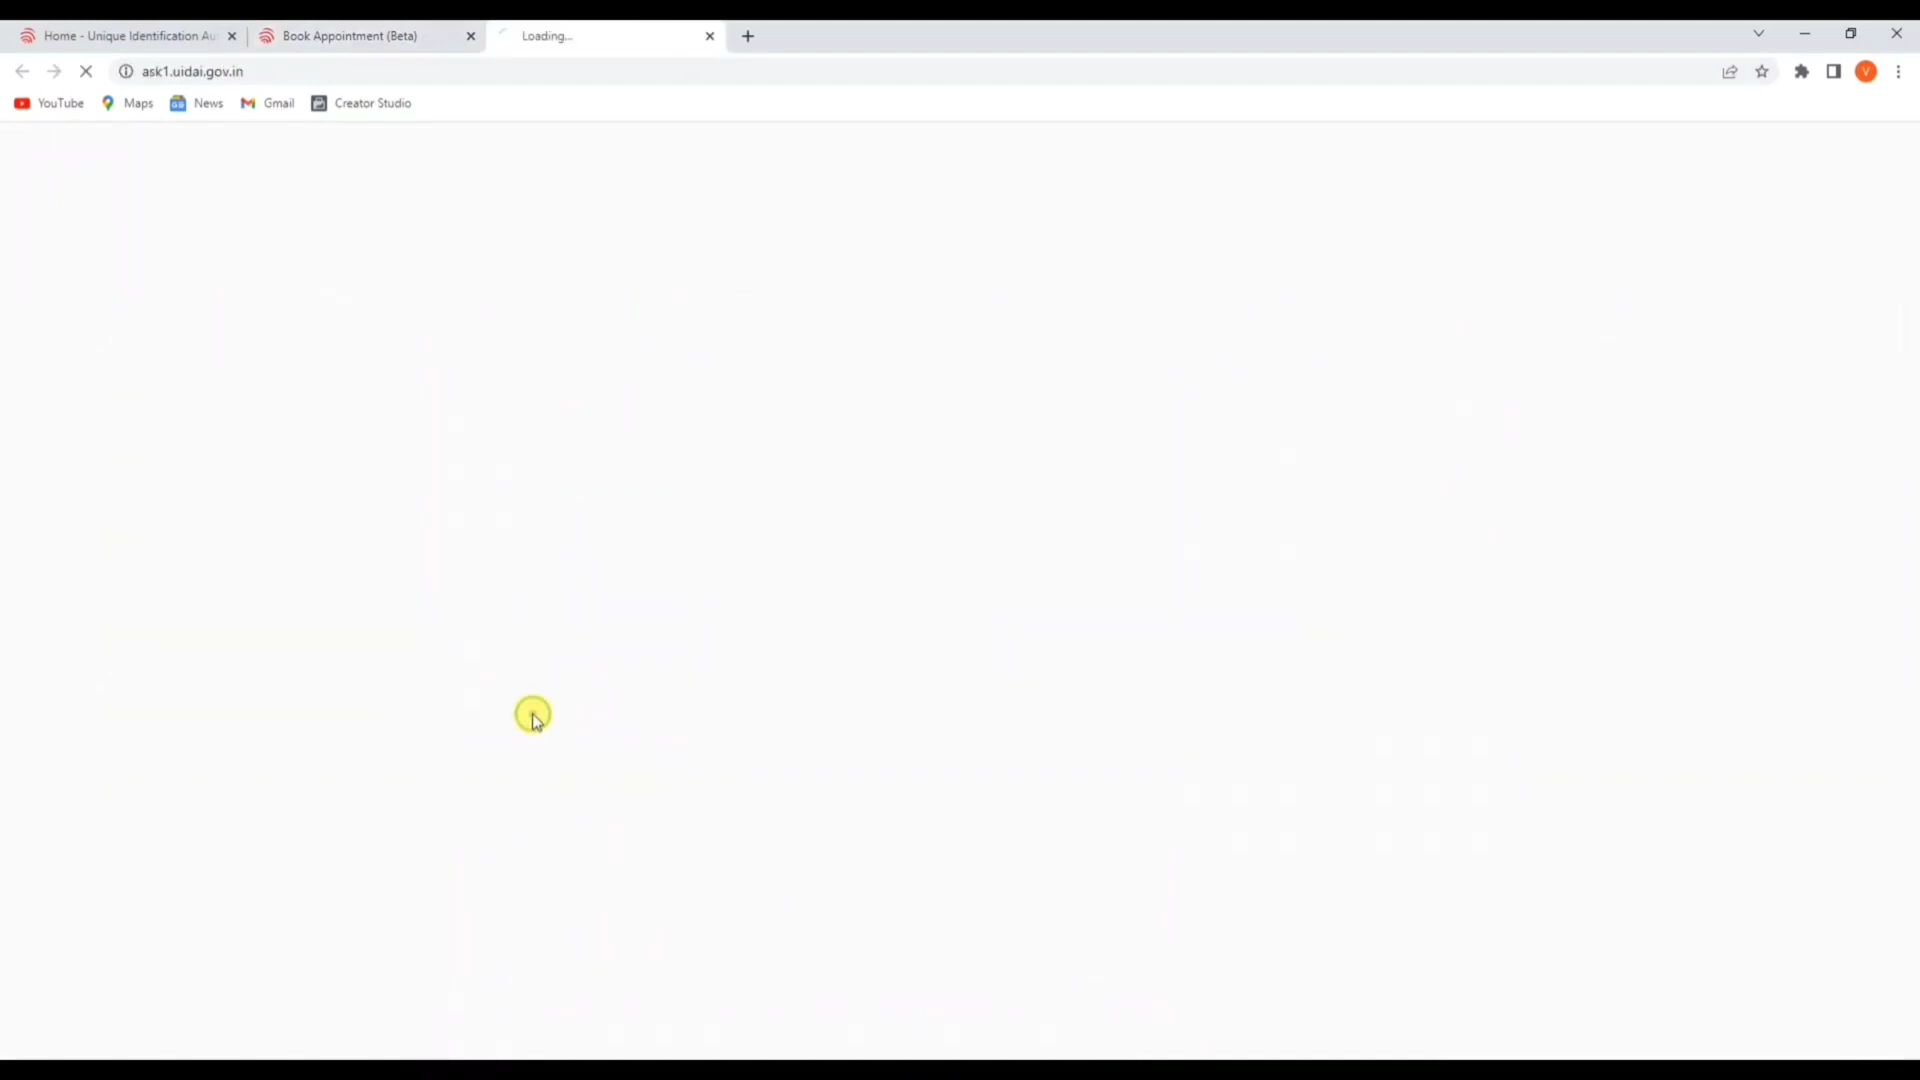 Home - Unique Identification Au
Book Appointment (Beta)
Loading...
ask1.uidai.gov.in
V
YouTube
Maps
News
Gmail
Creator Studio